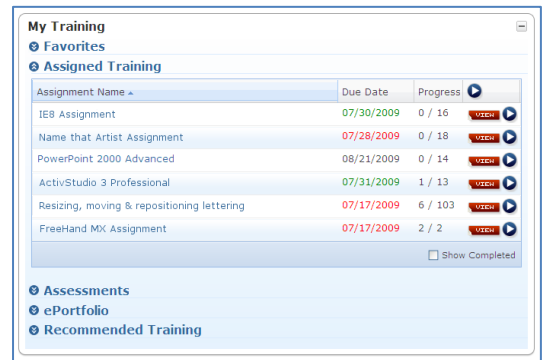 My Training
Favorites
Assigned Training
Assignment Name Due Date Progress
IE8 Assignment 07/30/2009 0 / 16 VIEW
Name that Artist Assignment 07/28/2009 0 / 18 VIEW
PowerPoint 2000 Advanced 08/21/2009 0 / 14 VIEW
ActivStudio 3 Professional 07/31/2009 1 / 13 VIEW
Resizing, moving & repositioning lettering 07/17/2009 6 / 103 VIEW
FreeHand MX Assignment 07/17/2009 2 / 2 VIEW
Show Completed
Assessments
ePortfolio
Recommended Training